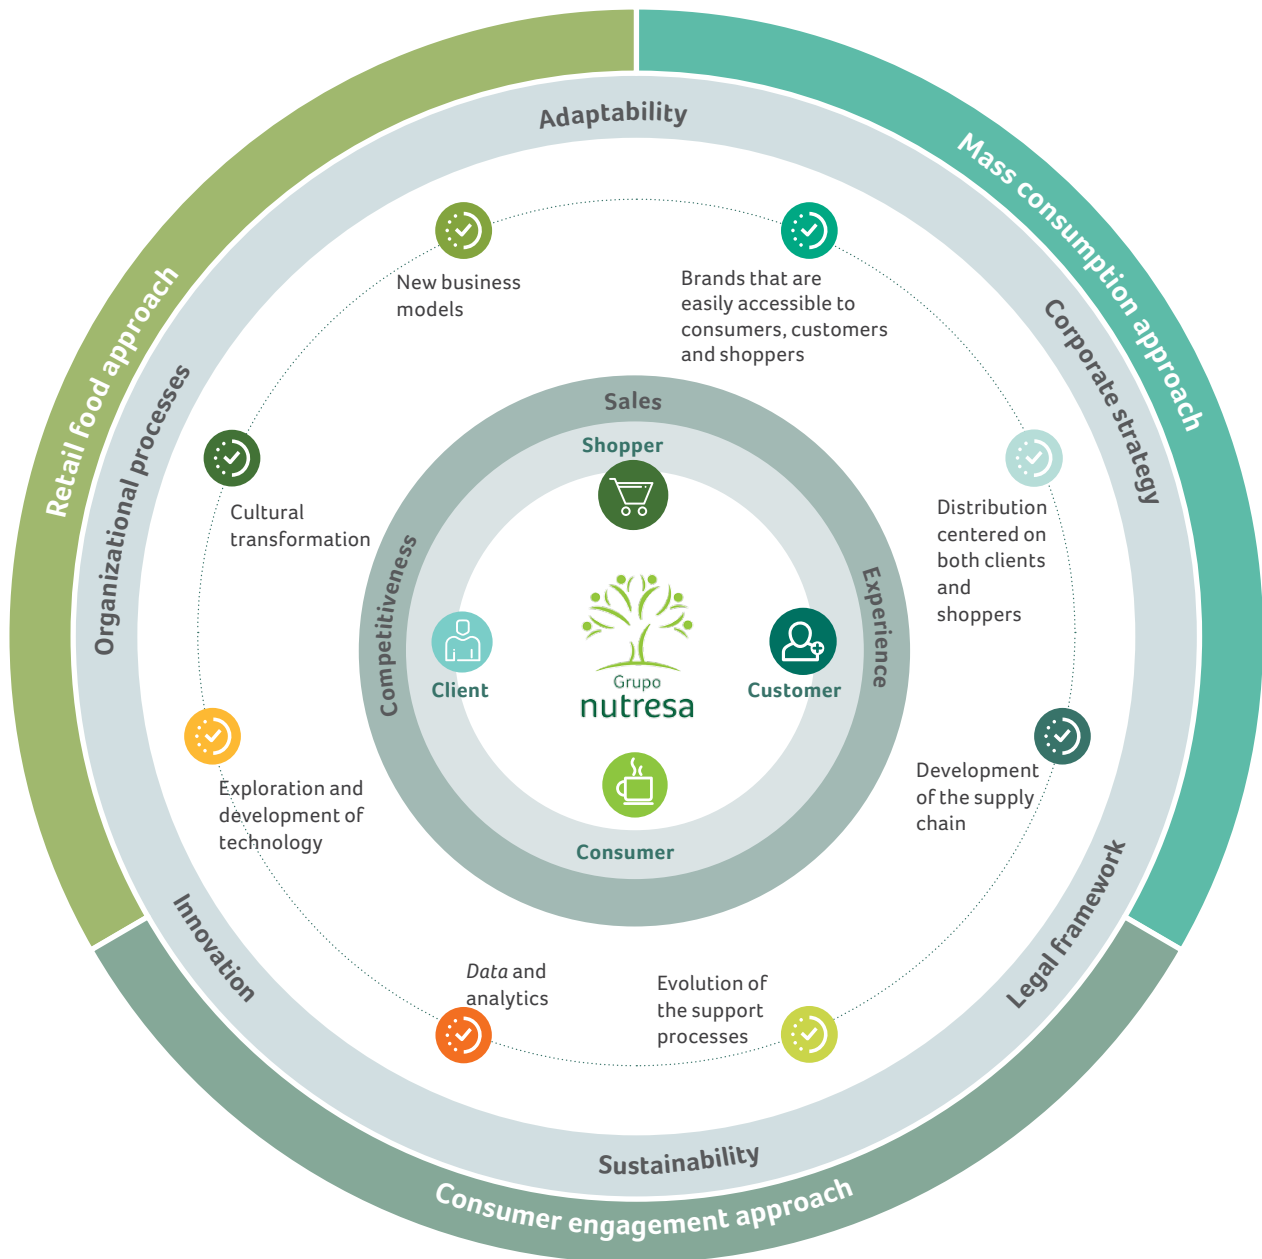 Retail food approach
Mass consumption approach
Consumer engagement approach
Adaptability
Corporate strategy
Legal framework
Sustainability
Innovation
Organizational processes
New business
models
Brands that are
easily accessible to
consumers, customers
and shoppers
Distribution
centered on
both clients
and
shoppers
Development
of the supply
chain
Evolution of
the support
processes
Data and
analytics
Exploration and
development of
technology
Cultural
transformation
Sales
Experience
Competitiveness
Shopper
Client
Customer
Consumer
Grupo
nutresa